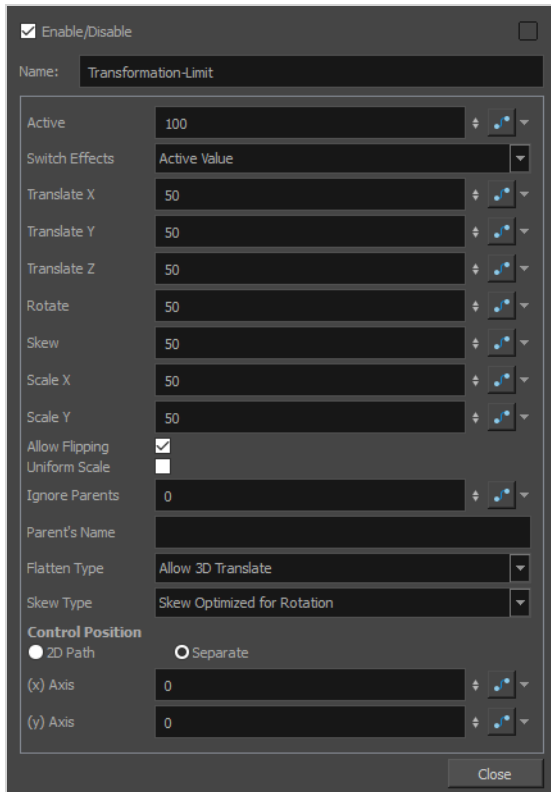 Enable/Disable
Name: Transformation-Limit
Active 100
Switch Effects Active Value
Translate X 50
Translate Y 50
Translate Z 50
Rotate 50
Skew 50
Scale X 50
Scale Y 50
Allow Flipping
Uniform Scale
Ignore Parents 0
Parent's Name
Flatten Type Allow 3D Translate
Skew Type Skew Optimized for Rotation
Control Position
2D Path Separate
(x) Axis 0
(y) Axis 0
Close